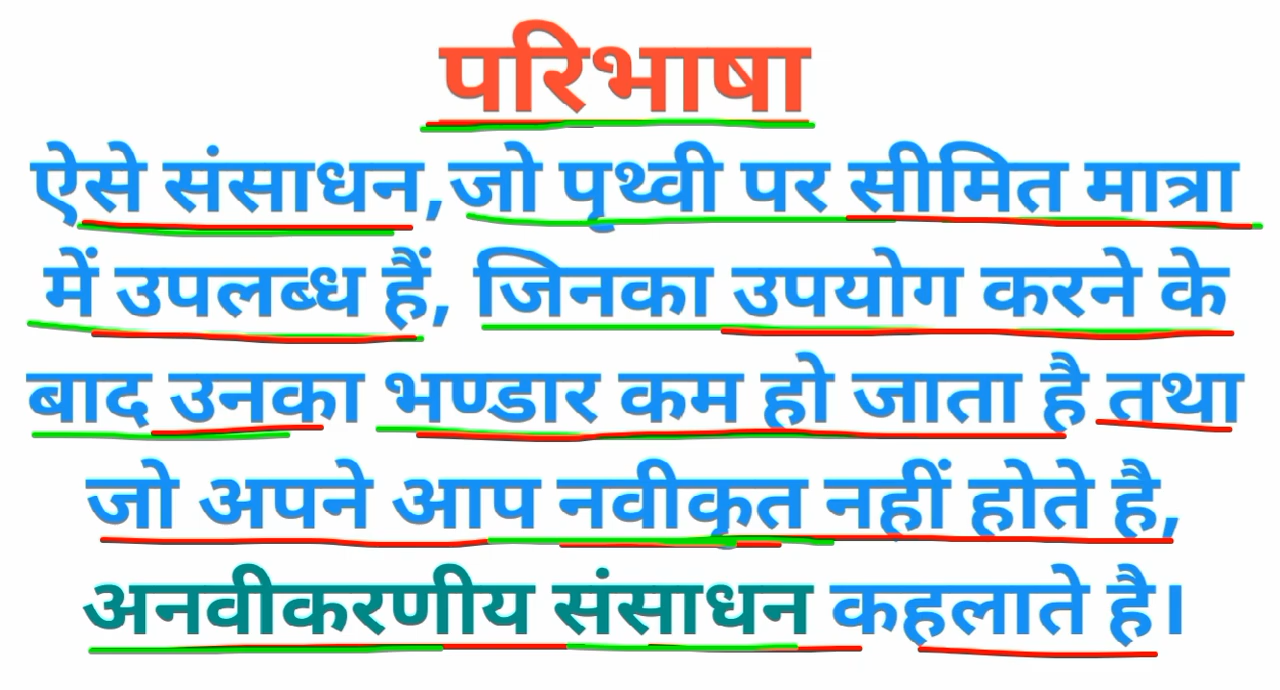 परिभाषा
ऐसे संसाधन, जो पृथ्वी पर सीमित मात्रा
में उपलब्ध हैं, जिनका उपयोग करने के
बाद उनका भण्डार कम हो जाता है तथा
जो अपने आप नवीकृत नहीं होते है,
अनवीकरणीय संसाधन कहलाते है।